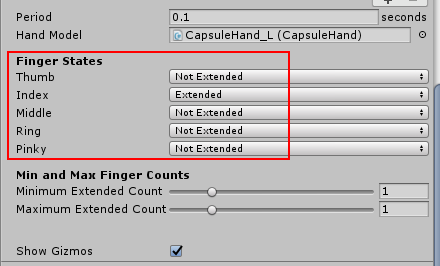 Period 0.1 seconds
Hand Model CapsuleHand_L (CapsuleHand)
Finger States
Thumb Not Extended
Index Extended
Middle Not Extended
Ring Not Extended
Pinky Not Extended
Min and Max Finger Counts
Minimum Extended Count 1
Maximum Extended Count 1
Show Gizmos